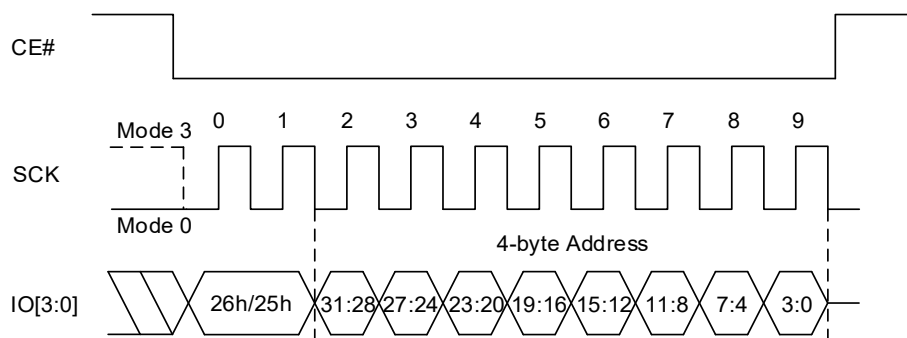 CE#
0 1 2 3 4 5 6 7 8 9
Mode 3
SCK
Mode 0
4-byte Address
IO[3:0] 26h/25h 31:28 27:24 23:20 19:16 15:12 11:8 7:4 3:0